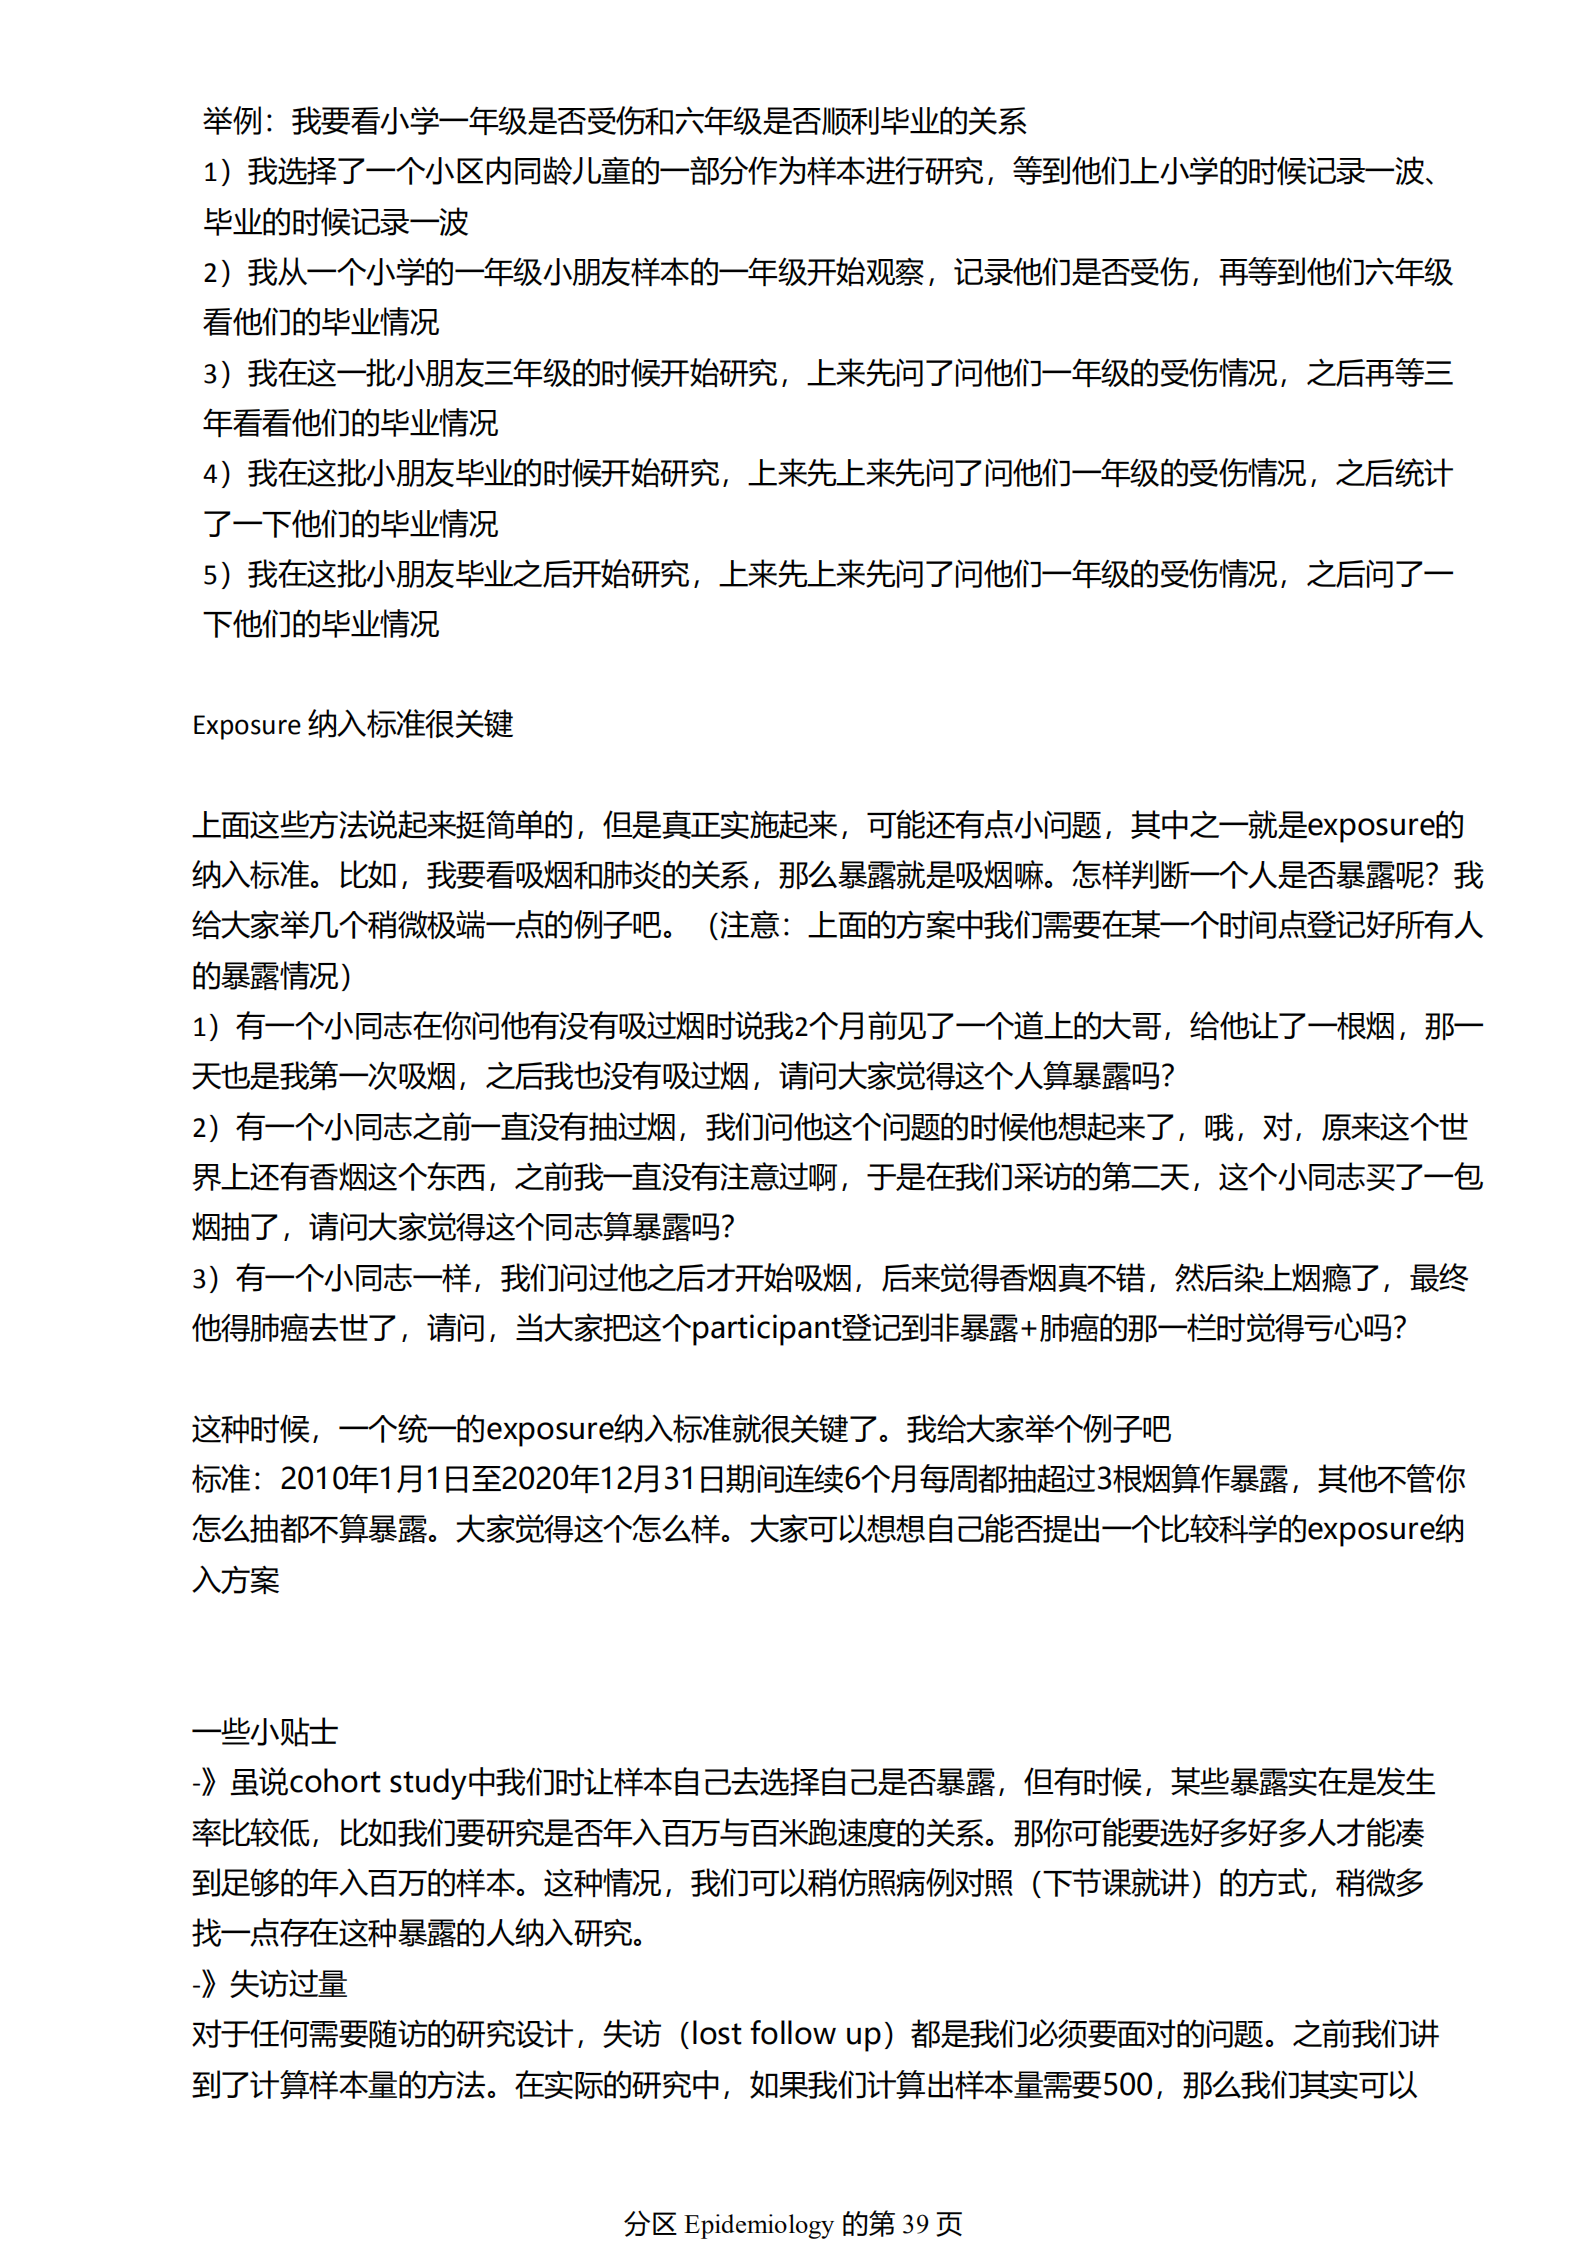 举例：我要看小学一年级是否受伤和六年级是否顺利毕业的关系
1）我选择了一个小区内同龄儿童的一部分作为样本进行研究，等到他们上小学的时候记录一波、
毕业的时候记录一波
2）我从一个小学的一年级小朋友样本的一年级开始观察，记录他们是否受伤，再等到他们六年级
看他们的毕业情况
3）我在这一批小朋友三年级的时候开始研究，上来先问了问他们一年级的受伤情况，之后再等三
年看看他们的毕业情况
4）我在这批小朋友毕业的时候开始研究，上来先上来先问了问他们一年级的受伤情况，之后统计
了一下他们的毕业情况
5）我在这批小朋友毕业之后开始研究，上来先上来先问了问他们一年级的受伤情况，之后问了一
下他们的毕业情况
Exposure 纳入标准很关键
上面这些方法说起来挺简单的，但是真正实施起来，可能还有点小问题，其中之一就是exposure的
纳入标准。比如，我要看吸烟和肺炎的关系，那么暴露就是吸烟嘛。怎样判断一个人是否暴露呢？我
给大家举几个稍微极端一点的例子吧。（注意：上面的方案中我们需要在某一个时间点登记好所有人
的暴露情况）
1）有一个小同志在你问他有没有吸过烟时说我2个月前见了一个道上的大哥，给他让了一根烟，那一
天也是我第一次吸烟，之后我也没有吸过烟，请问大家觉得这个人算暴露吗？
2）有一个小同志之前一直没有抽过烟，我们问他这个问题的时候他想起来了，哦，对，原来这个世
界上还有香烟这个东西，之前我一直没有注意过啊，于是在我们采访的第二天，这个小同志买了一包
烟抽了，请问大家觉得这个同志算暴露吗？
3）有一个小同志一样，我们问过他之后才开始吸烟，后来觉得香烟真不错，然后染上烟瘾了，最终
他得肺癌去世了，请问，当大家把这个participant登记到非暴露+肺癌的那一栏时觉得亏心吗？
这种时候，一个统一的exposure纳入标准就很关键了。我给大家举个例子吧
标准：2010年1月1日至2020年12月31日期间连续6个月每周都抽超过3根烟算作暴露，其他不管你
怎么抽都不算暴露。大家觉得这个怎么样。大家可以想想自己能否提出一个比较科学的exposure纳
入方案
一些小贴士
-》虽说cohort study中我们时让样本自己去选择自己是否暴露，但有时候，某些暴露实在是发生
率比较低，比如我们要研究是否年入百万与百米跑速度的关系。那你可能要选好多好多人才能凑
到足够的年入百万的样本。这种情况，我们可以稍仿照病例对照（下节课就讲）的方式，稍微多
找一点存在这种暴露的人纳入研究。
-》失访过量
对于任何需要随访的研究设计，失访（lost follow up）都是我们必须要面对的问题。之前我们讲
到了计算样本量的方法。在实际的研究中，如果我们计算出样本量需要500，那么我们其实可以
分区 Epidemiology 的第 39 页